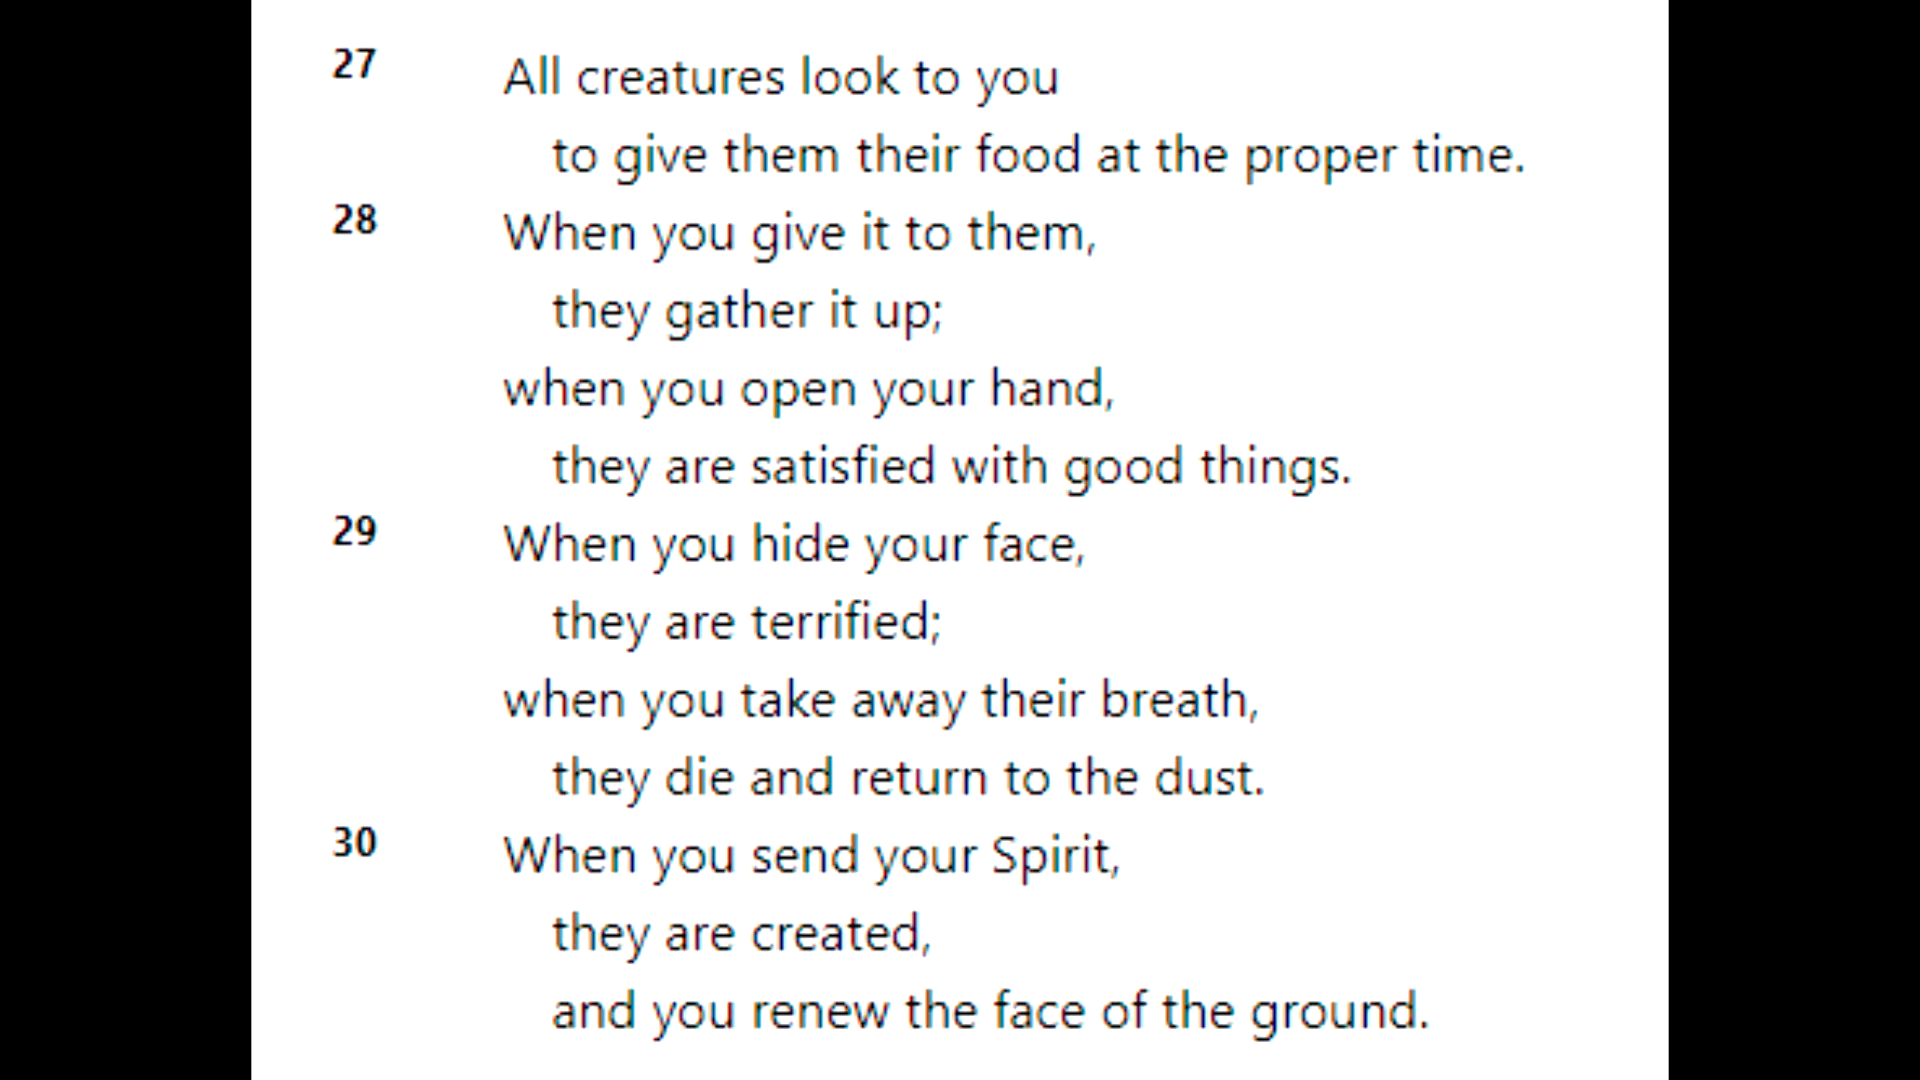 27 All creatures look to you
to give them their food at the proper time.
28 When you give it to them,
they gather it up;
when you open your hand,
they are satisfied with good things.
29 When you hide your face,
they are terrified;
when you take away their breath,
they die and return to the dust.
30 When you send your Spirit,
they are created,
and you renew the face of the ground.